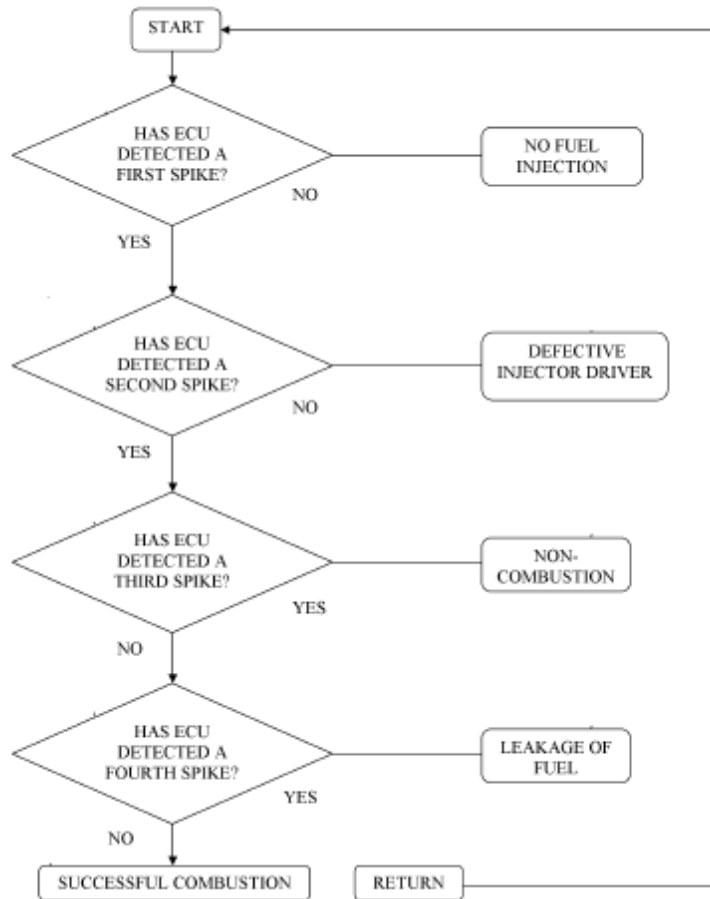 START
HAS ECU
DETECTED A
FIRST SPIKE?
NO
NO FUEL
INJECTION
YES
HAS ECU
DETECTED A
SECOND SPIKE?
NO
DEFECTIVE
INJECTOR DRIVER
YES
HAS ECU
DETECTED A
THIRD SPIKE?
YES
NON-
COMBUSTION
NO
HAS ECU
DETECTED A
FOURTH SPIKE?
YES
LEAKAGE OF
FUEL
NO
SUCCESSFUL COMBUSTION
RETURN